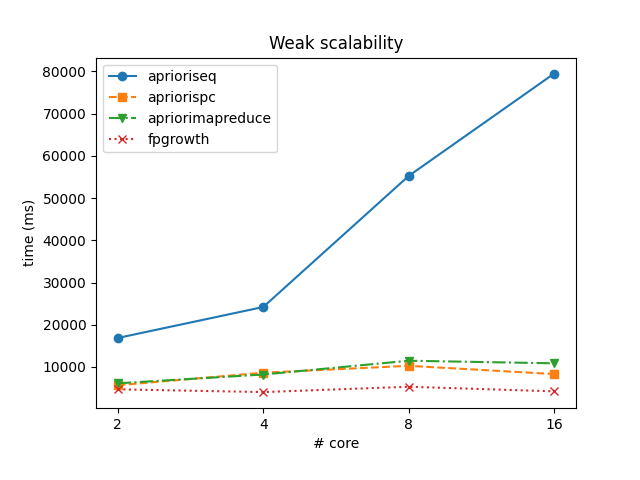 Weak scalability
aprioriseq
apriorispc
apriorimapreduce
fpgrowth
80000
70000
60000
50000
40000
30000
20000
10000
time (ms)
2 4 8 16
# core